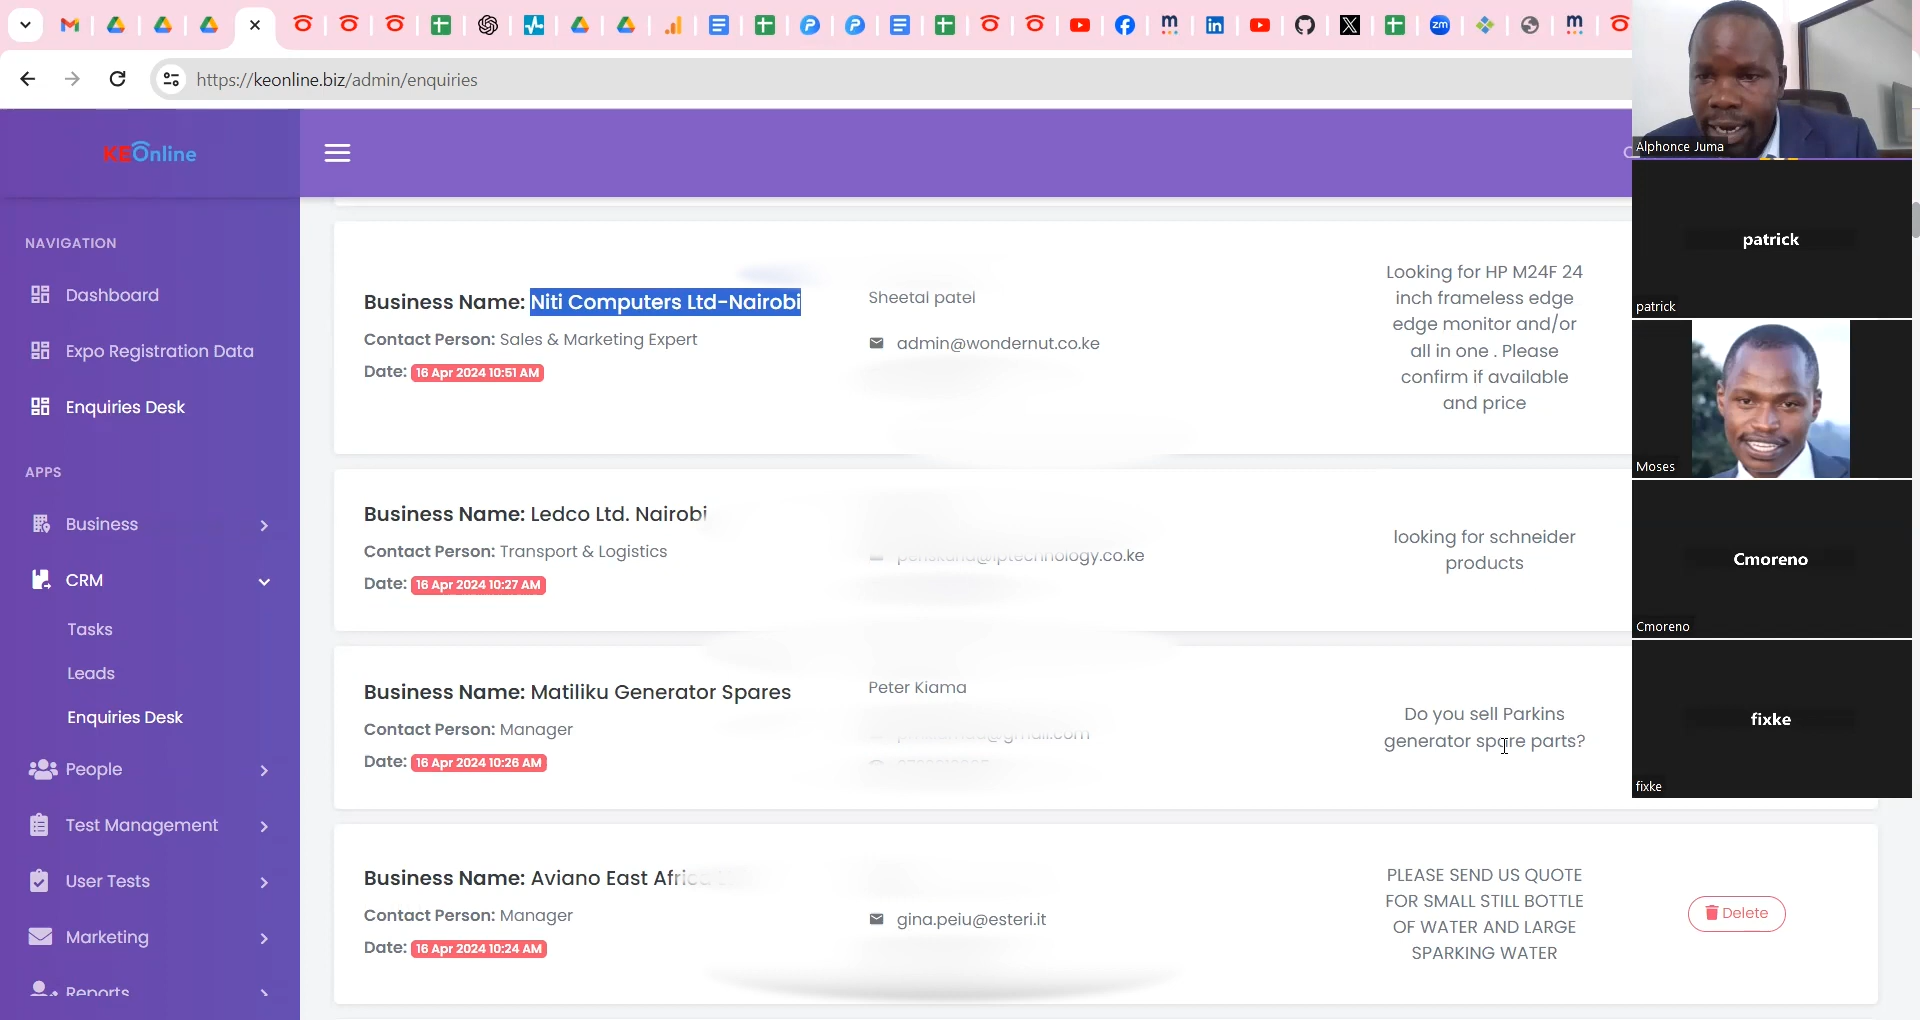 https://keonline.biz/admin/enquiries
KEOnline
NAVIGATION
Dashboard
Expo Registration Data
Enquiries Desk
APPS
Business
CRM
Tasks
Leads
Enquiries Desk
People
Test Management
User Tests
Marketing
Reports
Business Name: Niti Computers Ltd-Nairobi
Contact Person: Sales & Marketing Expert
Date: 16 Apr 2024 10:51 AM
Sheetal patel
admin@wondernut.co.ke
Looking for HP M24F 24
inch frameless edge
edge monitor and/or
all in one . Please
confirm if available
and price
Business Name: Ledco Ltd. Nairobi
Contact Person: Transport & Logistics
Date: 16 Apr 2024 10:27 AM
looking for schneider
products
Business Name: Matiliku Generator Spares
Contact Person: Manager
Date: 16 Apr 2024 10:26 AM
Peter Kiama
Do you sell Parkins
generator spare parts?
Business Name: Aviano East Africa
Contact Person: Manager
Date: 16 Apr 2024 10:24 AM
gina.peiu@esteri.it
PLEASE SEND US QUOTE
FOR SMALL STILL BOTTLE
OF WATER AND LARGE
SPARKING WATER
Delete
Alphonce Juma
patrick
patrick
Moses
Cmoreno
Cmoreno
fixke
fixke